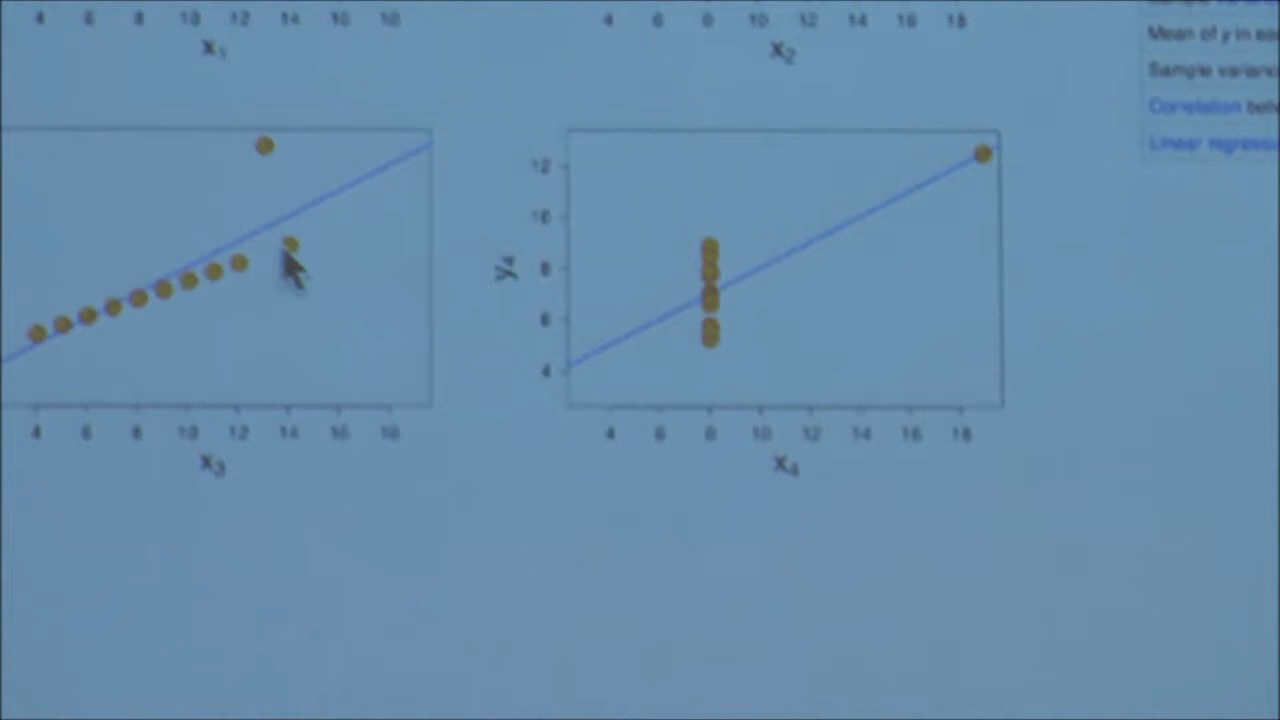 4 6 8 10 12 14 16 18
x1
4 6 8 10 12 14 16 18
x2
Mean of y in
Sample
Correlation
Linear
4 6 8 10 12 14 16 18
x3
12
10
8
6
4
y4
4 6 8 10 12 14 16 18
x4